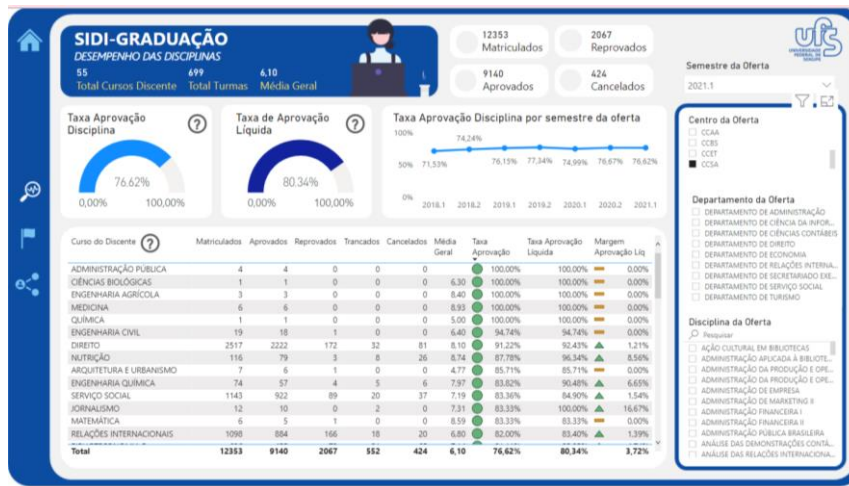 SIDI-GRADUAÇÃO
DESEMPENHO DAS DISCIPLINAS
55 699 6,10
Total Cursos Discente Total Turmas Média Geral
12353
Matriculados
2067
Reprovados
9140
Aprovados
424
Cancelados
ufs
UNIVERSIDADE
FEDERAL DE
SERGIPE
Semestre da Oferta
2021.1
Taxa Aprovação
Disciplina
?
76.62%
0,00% 100,00%
Taxa de Aprovação
Líquida
?
80,34%
0,00% 100,00%
Taxa Aprovação Disciplina por semestre da oferta
100%
50%
0%
71,53% 74,24% 76,15% 77,34% 74,99% 76,67% 76,62%
2018.1 2018.2 2019.1 2019.2 2020.1 2020.2 2021.1
Centro da Oferta
CCAA
CCBS
CCET
CCSA
Departamento da Oferta
DEPARTAMENTO DE ADMINISTRAÇÃO
DEPARTAMENTO DE CIÊNCIA DA INFOR...
DEPARTAMENTO DE CIÊNCIAS CONTÁBEIS
DEPARTAMENTO DE DIREITO
DEPARTAMENTO DE ECONOMIA
DEPARTAMENTO DE RELAÇÕES INTERNA...
DEPARTAMENTO DE SECRETARIADO EXE...
DEPARTAMENTO DE SERVIÇO SOCIAL
DEPARTAMENTO DE TURISMO
Disciplina da Oferta
Pesquisar
AÇÃO CULTURAL EM BIBLIOTECAS
ADMINISTRAÇÃO APLICADA À BIBLIOTE...
ADMINISTRAÇÃO DA PRODUÇÃO E OPE...
ADMINISTRAÇÃO DA PRODUÇÃO E OPE...
ADMINISTRAÇÃO DE EMPRESA
ADMINISTRAÇÃO DE MARKETING II
ADMINISTRAÇÃO FINANCEIRA I
ADMINISTRAÇÃO FINANCEIRA II
ADMINISTRAÇÃO PÚBLICA BRASILEIRA
ANÁLISE DAS DEMONSTRAÇÕES CONTÁ...
ANÁLISE DAS RELAÇÕES INTERNACIONA...
Curso do Discente ? Matriculados Aprovados Reprovados Trancados Cancelados Média Geral Taxa Aprovação Taxa Aprovação Líquida Margem Aprovação Líq
ADMINISTRAÇÃO PÚBLICA 4 4 0 0 0 100,00% 100,00% 0,00%
CIÊNCIAS BIOLÓGICAS 1 1 0 0 0 6,30 100,00% 100,00% 0,00%
ENGENHARIA AGRÍCOLA 3 3 0 0 0 8,40 100,00% 100,00% 0,00%
MEDICINA 6 6 0 0 0 8,93 100,00% 100,00% 0,00%
QUÍMICA 1 1 0 0 0 5,00 100,00% 100,00% 0,00%
ENGENHARIA CIVIL 19 18 1 0 0 6,40 94,74% 94,74% 0,00%
DIREITO 2517 2222 172 32 81 8,10 91,22% 92,43% 1,21%
NUTRIÇÃO 116 79 3 8 26 8,74 87,78% 96,34% 8,56%
ARQUITETURA E URBANISMO 7 6 1 0 0 4,77 85,71% 85,71% 0,00%
ENGENHARIA QUÍMICA 74 57 4 5 6 7,97 83,82% 90,48% 6,65%
SERVIÇO SOCIAL 1143 922 89 20 37 7,19 83,36% 84,90% 1,54%
JORNALISMO 12 10 0 2 0 7,31 83,33% 100,00% 16,67%
MATEMÁTICA 6 5 1 0 0 8,59 83,33% 83,33% 0,00%
RELAÇÕES INTERNACIONAIS 1098 884 166 18 20 6,80 82,00% 83,40% 1,39%
Total 12353 9140 2067 552 424 6,10 76,62% 80,34% 3,72%